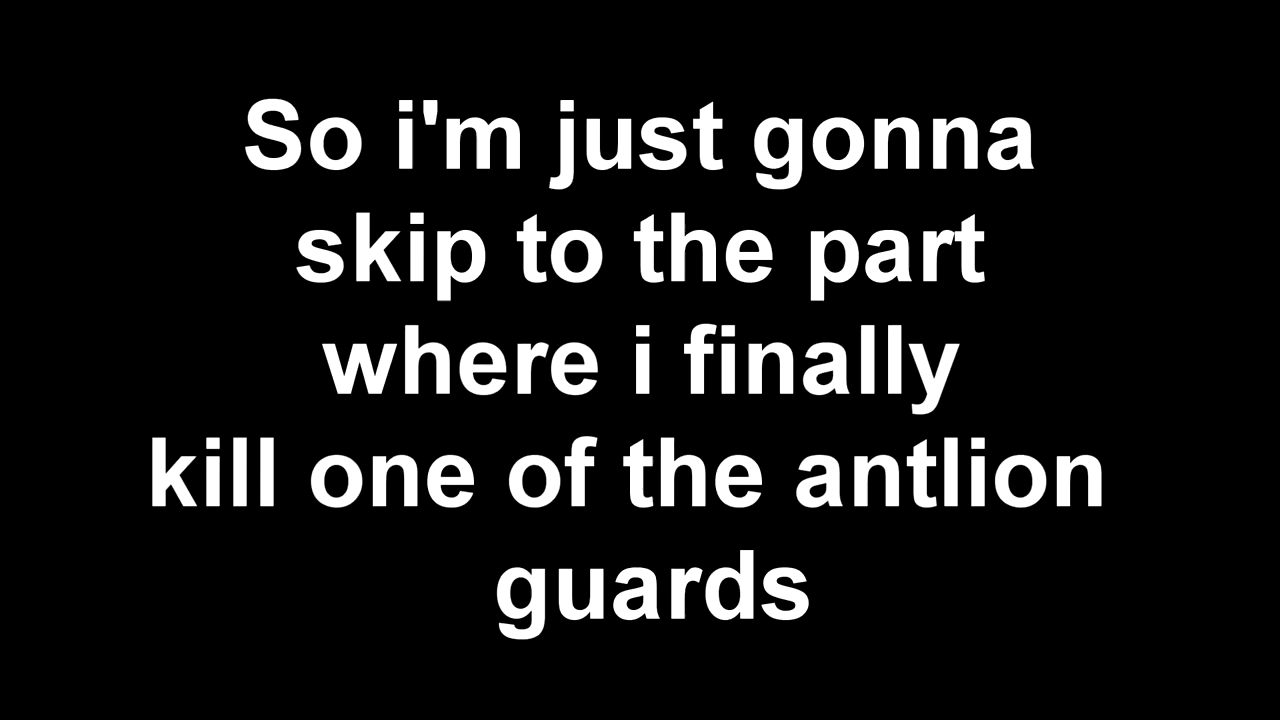 So i'm just gonna
skip to the part
where i finally
kill one of the antlion
guards